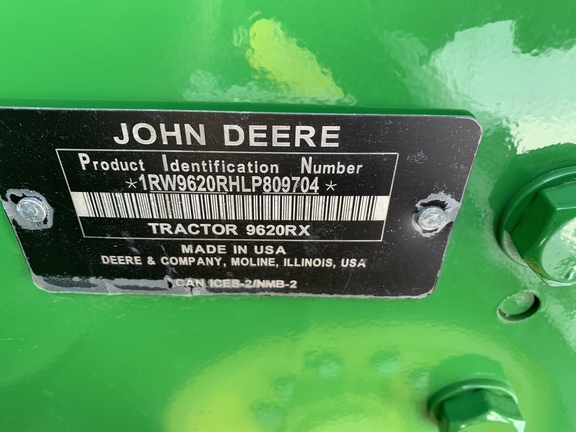 JOHN DEERE
Product Identification Number
*1RW9620RHLP809704*
TRACTOR 9620RX
MADE IN USA
DEERE & COMPANY, MOLINE, ILLINOIS, USA
CAN ICES-2/NMB-2